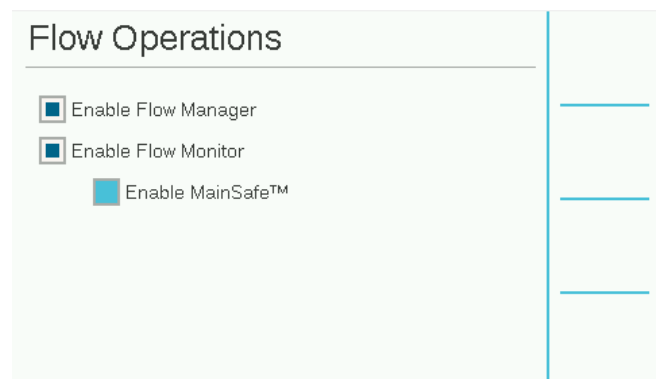 Flow Operations
Enable Flow Manager
Enable Flow Monitor
Enable MainSafe™